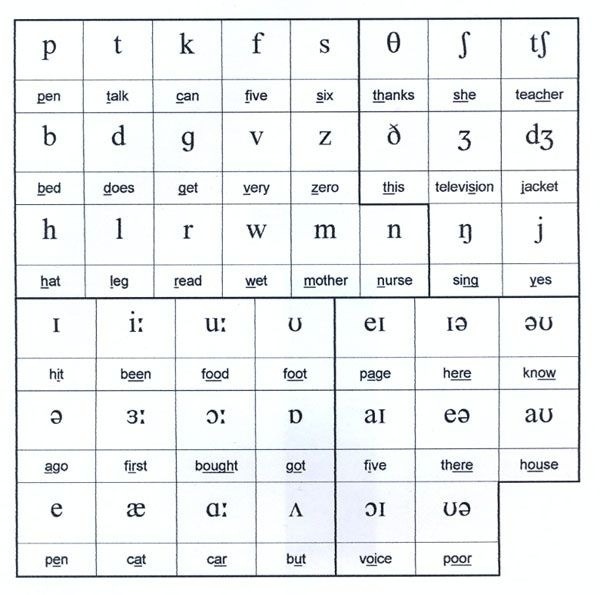 p t k f s θ ʃ tʃ
pen talk can five six thanks she teacher
b d g v z ð ʒ dʒ
bed does get very zero this television jacket
h l r w m n ŋ j
hat leg read wet mother nurse sing yes
ɪ iː uː ʊ eɪ ɪə əʊ
hit been food foot page here know
ə ɜː ɔː ɒ aɪ eə aʊ
ago first bought got five there house
e æ ɑː ʌ ɔɪ ʊə
pen cat car but voice poor